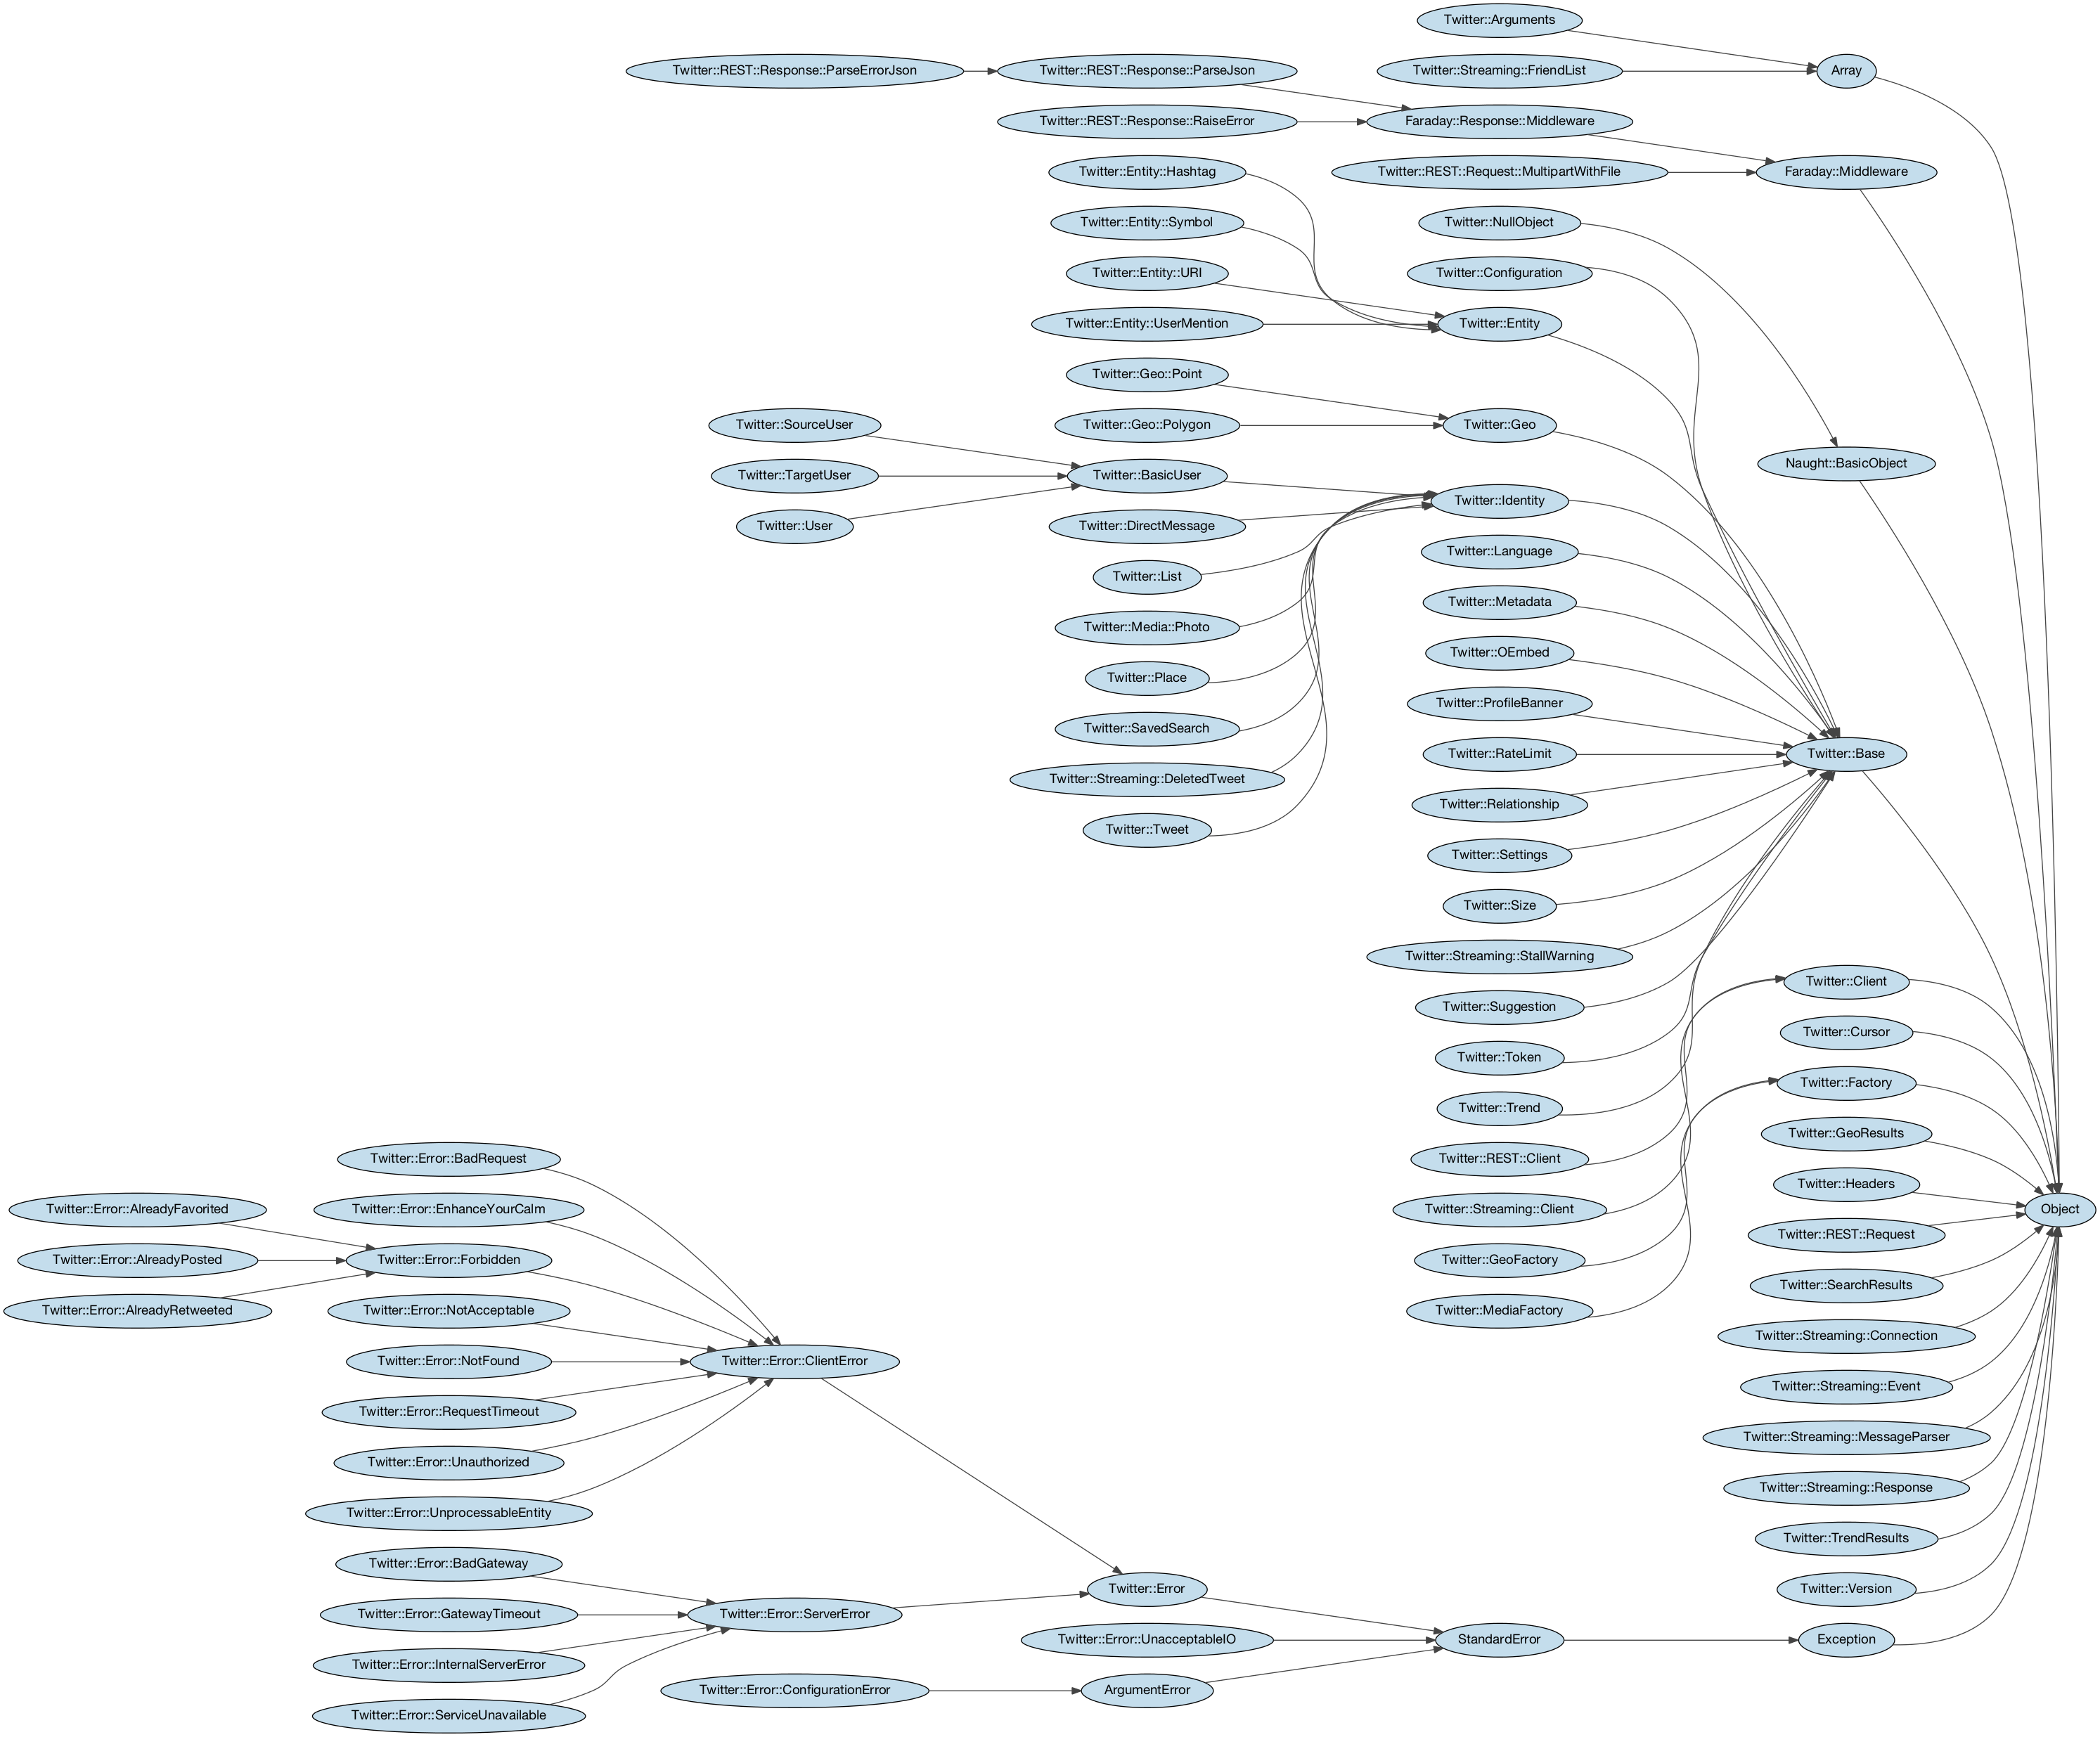 Twitter::Arguments
Twitter::REST::Response::ParseErrorJson
Twitter::REST::Response::ParseJson
Twitter::Streaming::FriendList
Array
Twitter::REST::Response::RaiseError
Faraday::Response::Middleware
Twitter::Entity::Hashtag
Twitter::REST::Request::MultipartWithFile
Faraday::Middleware
Twitter::Entity::Symbol
Twitter::NullObject
Twitter::Entity::URI
Twitter::Configuration
Twitter::Entity::UserMention
Twitter::Entity
Twitter::Geo::Point
Twitter::SourceUser
Twitter::Geo::Polygon
Twitter::Geo
Naught::BasicObject
Twitter::TargetUser
Twitter::BasicUser
Twitter::Identity
Twitter::User
Twitter::DirectMessage
Twitter::Language
Twitter::List
Twitter::Metadata
Twitter::Media::Photo
Twitter::OEmbed
Twitter::Place
Twitter::ProfileBanner
Twitter::SavedSearch
Twitter::RateLimit
Twitter::Base
Twitter::Streaming::DeletedTweet
Twitter::Relationship
Twitter::Tweet
Twitter::Settings
Twitter::Size
Twitter::Streaming::StallWarning
Twitter::Client
Twitter::Suggestion
Twitter::Cursor
Twitter::Token
Twitter::Factory
Twitter::Trend
Twitter::GeoResults
Twitter::Error::BadRequest
Twitter::REST::Client
Twitter::Headers
Twitter::Error::AlreadyFavorited
Twitter::Error::EnhanceYourCalm
Twitter::Streaming::Client
Object
Twitter::REST::Request
Twitter::Error::AlreadyPosted
Twitter::Error::Forbidden
Twitter::GeoFactory
Twitter::SearchResults
Twitter::Error::AlreadyRetweeted
Twitter::Error::NotAcceptable
Twitter::MediaFactory
Twitter::Streaming::Connection
Twitter::Error::NotFound
Twitter::Error::ClientError
Twitter::Streaming::Event
Twitter::Error::RequestTimeout
Twitter::Streaming::MessageParser
Twitter::Error::Unauthorized
Twitter::Streaming::Response
Twitter::Error::UnprocessableEntity
Twitter::TrendResults
Twitter::Error::BadGateway
Twitter::Error
Twitter::Version
Twitter::Error::GatewayTimeout
Twitter::Error::ServerError
Twitter::Error::UnacceptableIO
StandardError
Exception
Twitter::Error::InternalServerError
Twitter::Error::ConfigurationError
ArgumentError
Twitter::Error::ServiceUnavailable